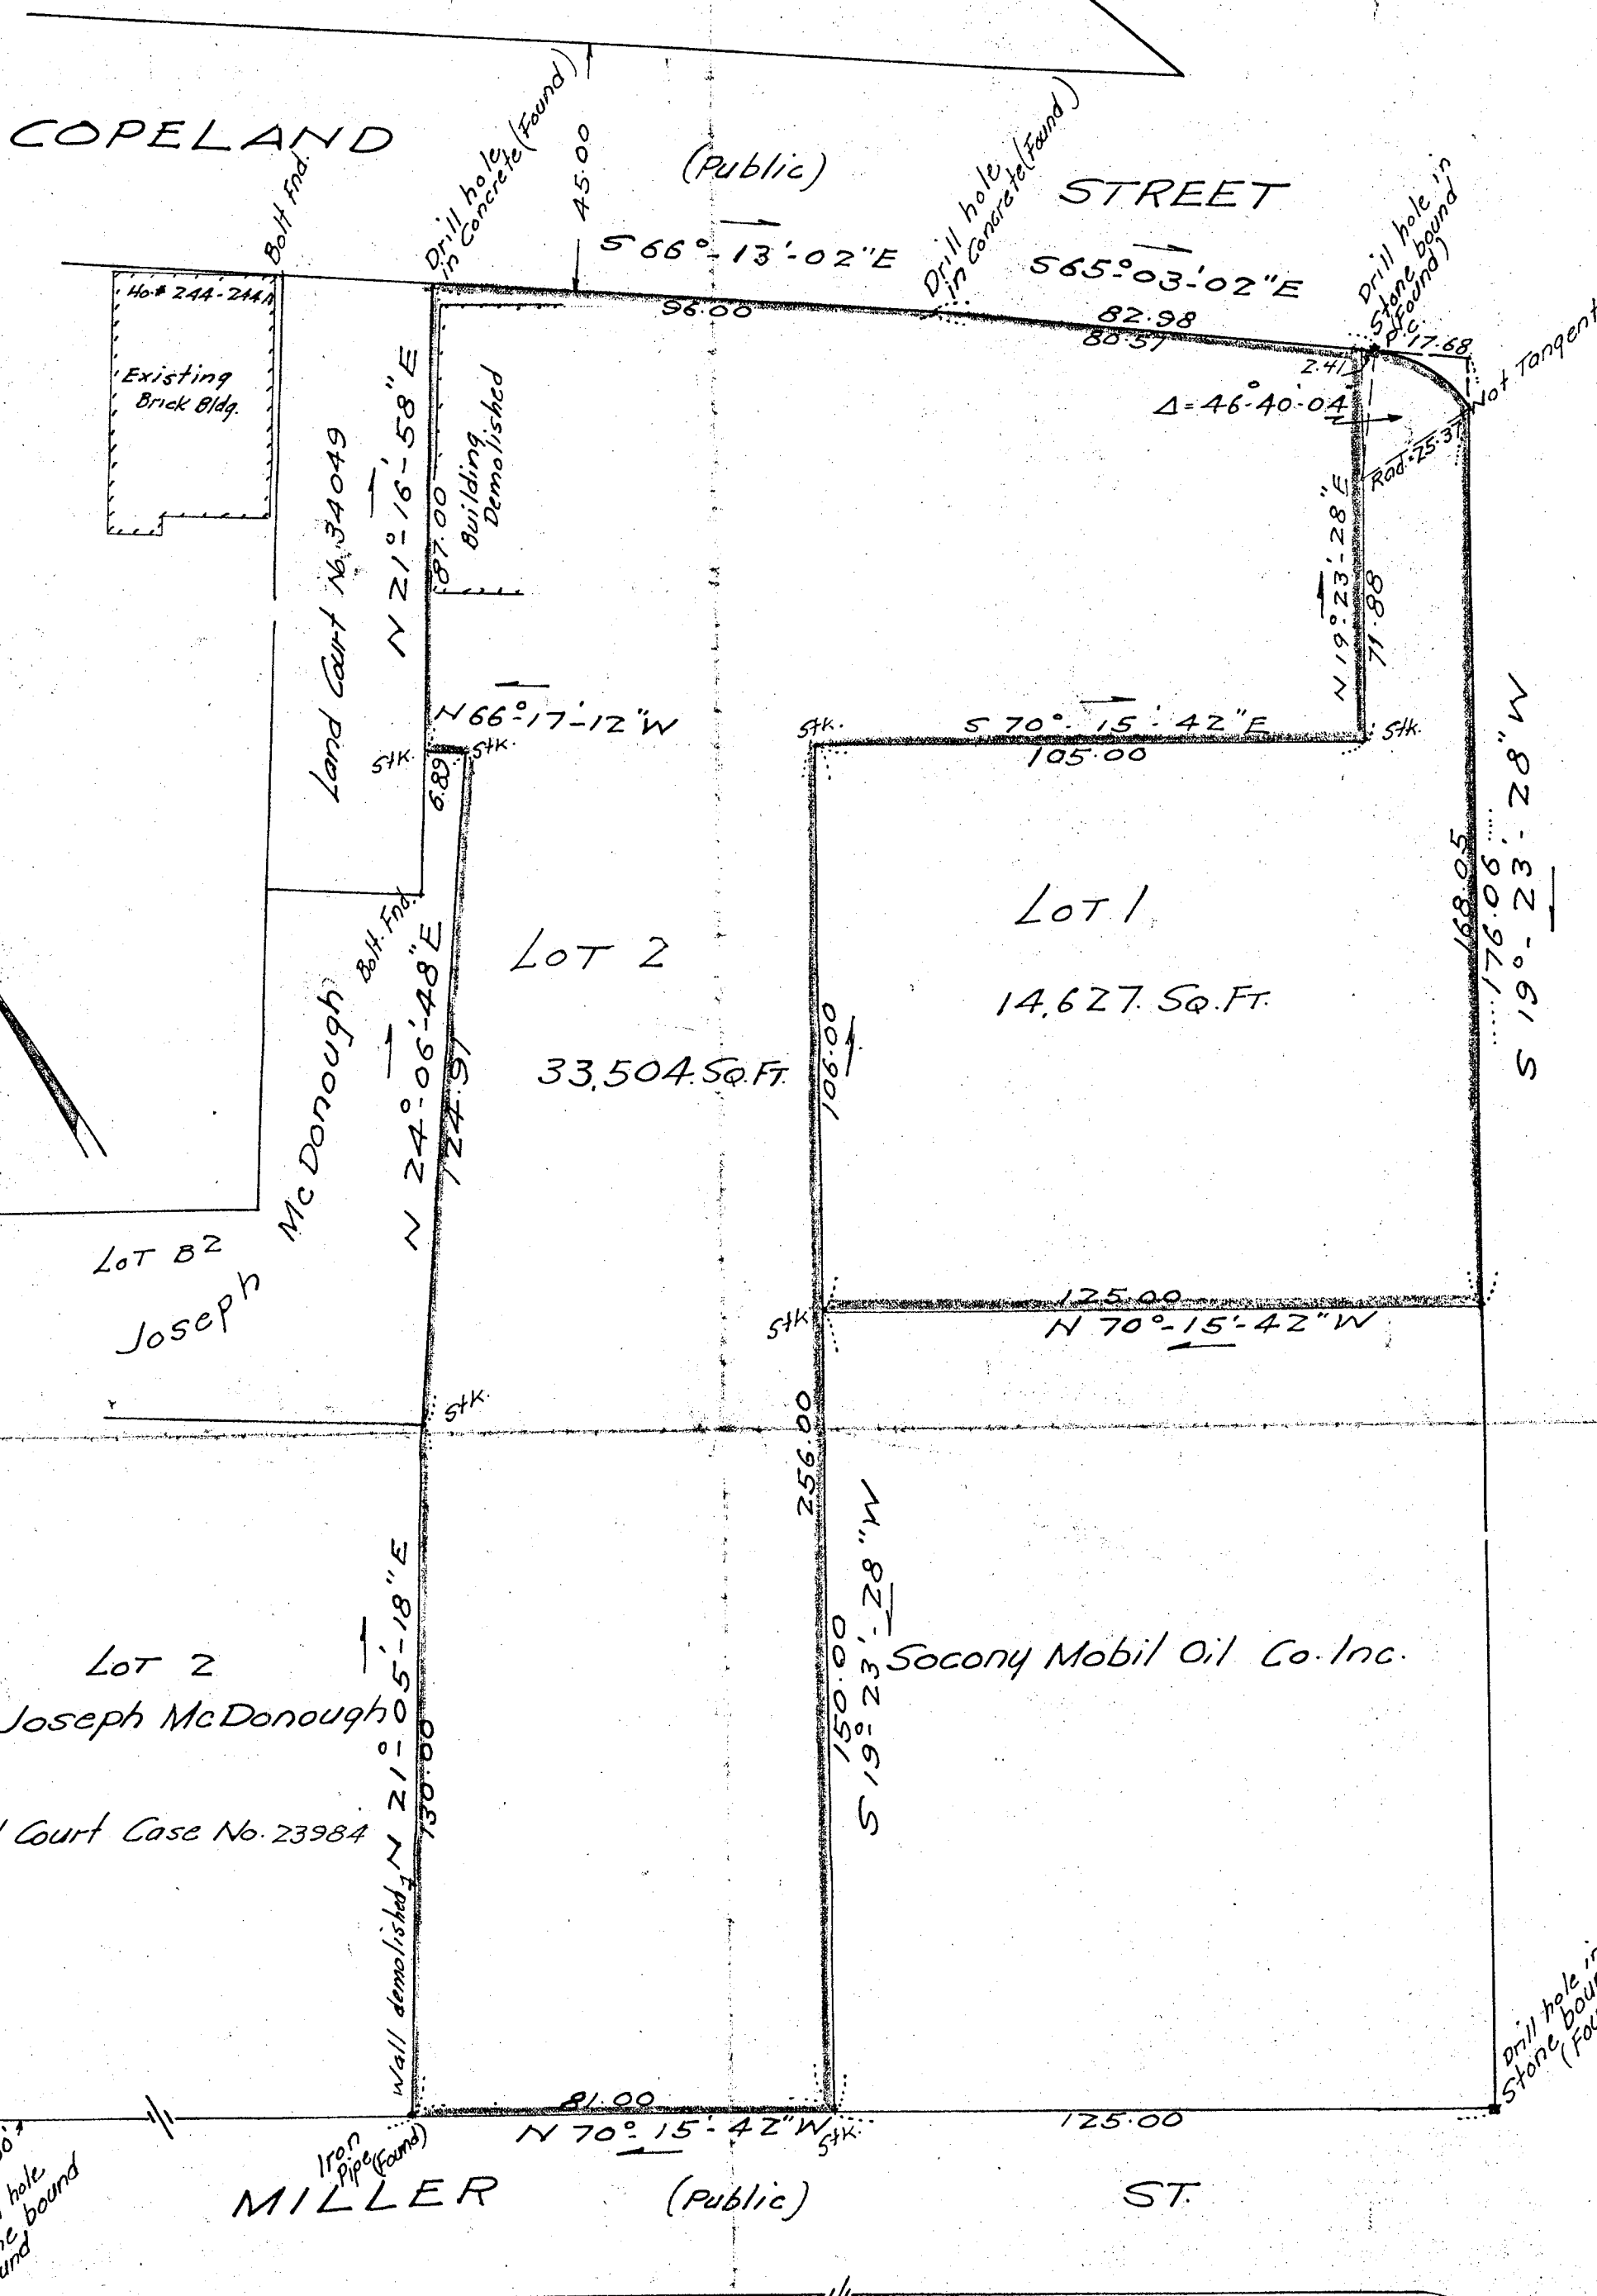 COPELAND
(Public)
STREET
Bolt Fnd.
Drill hole
in Concrete (Found)
45.00
Drill hole
in Concrete (Found)
Drill hole in
Stone bound
(Found)
P.C.
17.68
Not Tangent
S 66°-13'-02"E
S 65°-03'-02"E
96.00
82.98
80.57
2.41
Δ=46-40-04
Rad.=25.37
Ho.# 244-244A
Existing
Brick Bldg.
Land Court No. 34049
N 21°-16'-58"E
87.00
Building
Demolished
N 19°-23'-28"E
71.88
N 66°-17'-12"W
Stk.
Stk.
6.89
Stk.
S 70°-15'-42"E
105.00
Stk.
168.05
176.06
S 19°-23'-28"W
Bolt. Fnd.
LOT 2
33,504. SQ.FT.
LOT 1
14,627. SQ.FT.
106.00
N 24°-06'-48"E
124.91
LOT B2
Joseph McDonough
Stk
125.00
N 70°-15'-42"W
Stk.
256.00
150.00
S 19°-23'-28"W
Socony Mobil Oil Co. Inc.
LOT 2
Joseph McDonough
Court Case No. 23984
N 21°-05'-18"E
130.00
Wall demolished
81.00
N 70°-15'-42"W
Stk.
125.00
Drill hole in
Stone bound
Iron
Pipe (Found)
hole
bound
MILLER
(Public)
ST.